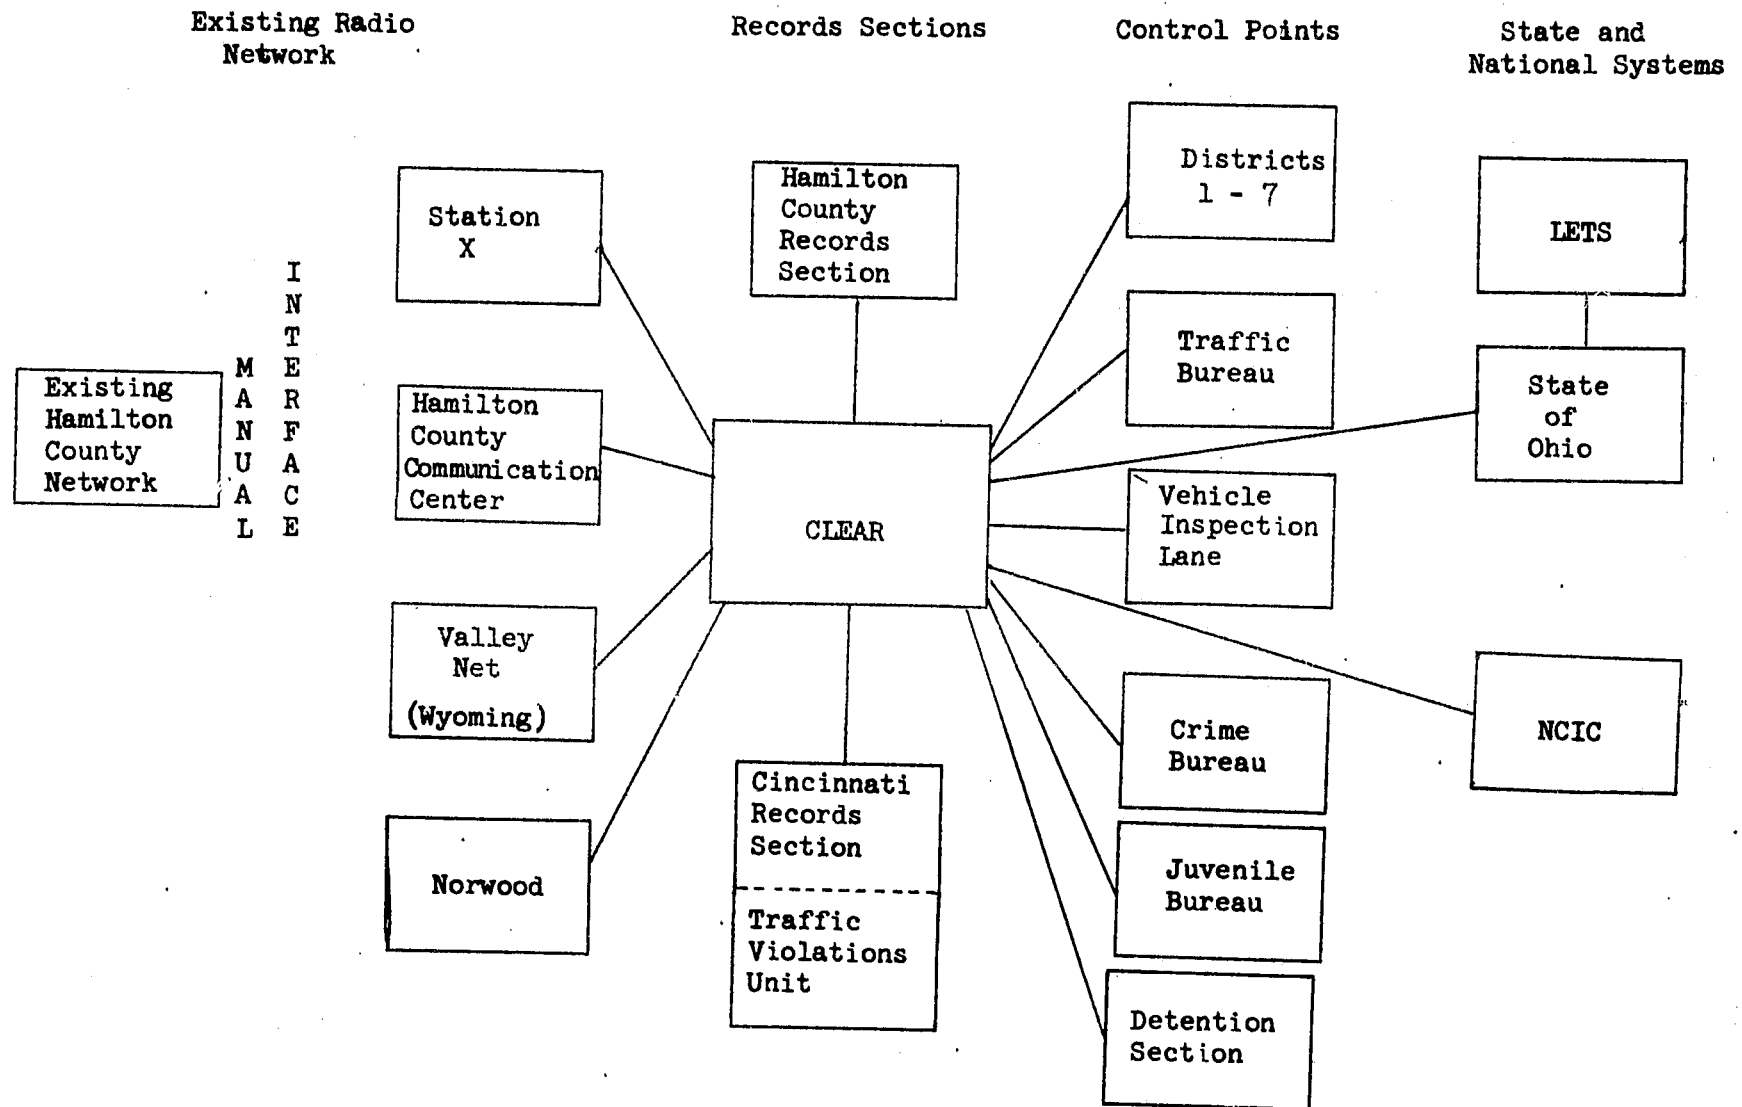 Existing Radio
Network
Records Sections
Control Points
State and
National Systems
Existing
Hamilton
County
Network
MANUAL
INTERFACE
Station
X
Hamilton
County
Communication
Center
Valley
Net
(Wyoming)
Norwood
Hamilton
County
Records
Section
CLEAR
Cincinnati
Records
Section
Traffic
Violations
Unit
Districts
1 - 7
Traffic
Bureau
Vehicle
Inspection
Lane
Crime
Bureau
Juvenile
Bureau
Detention
Section
LETS
State
of
Ohio
NCIC